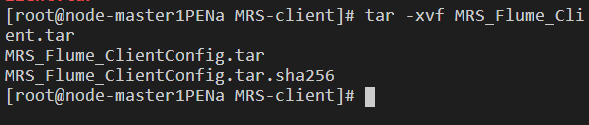 [root@node-master1PENa MRS-client]# tar -xvf MRS_Flume_Cli
ent.tar
MRS_Flume_ClientConfig.tar
MRS_Flume_ClientConfig.tar.sha256
[root@node-master1PENa MRS-client]#